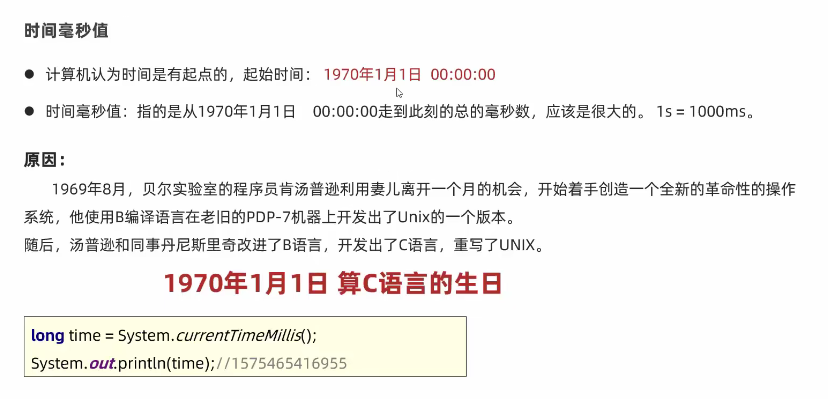 时间毫秒值
● 计算机认为时间是有起点的，起始时间： 1970年1月1日 00:00:00
● 时间毫秒值：指的是从1970年1月1日 00:00:00走到此刻的总的毫秒数，应该是很大的。 1s = 1000ms。
原因：
1969年8月，贝尔实验室的程序员肯汤普逊利用妻儿离开一个月的机会，开始着手创造一个全新的革命性的操作
系统，他使用B编译语言在老旧的PDP-7机器上开发出了Unix的一个版本。
随后，汤普逊和同事丹尼斯里奇改进了B语言，开发出了C语言，重写了UNIX。
1970年1月1日 算C语言的生日
long time = System.currentTimeMillis();
System.out.println(time);//1575465416955